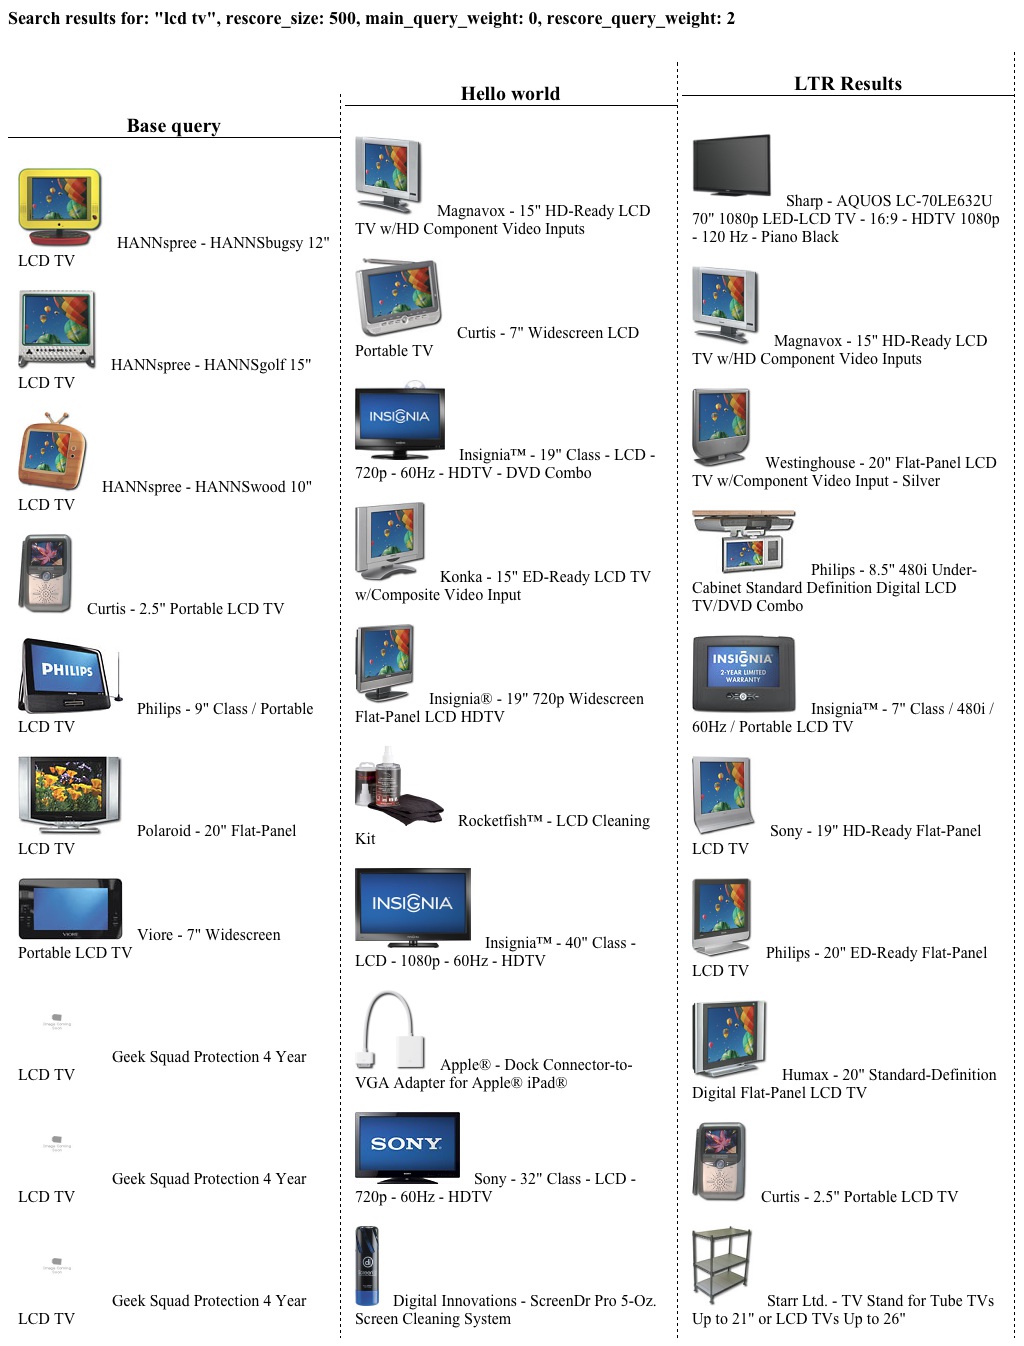 Search results for: "lcd tv", rescore_size: 500, main_query_weight: 0, rescore_query_weight: 2
Base query
HANNspree - HANNSbugsy 12"
LCD TV
HANNspree - HANNSgolf 15"
LCD TV
HANNspree - HANNSwood 10"
LCD TV
Curtis - 2.5" Portable LCD TV
PHILIPS
Philips - 9" Class / Portable
LCD TV
Polaroid - 20" Flat-Panel
LCD TV
VIORE
Viore - 7" Widescreen
Portable LCD TV
Image Coming
Soon
Geek Squad Protection 4 Year
LCD TV
Image Coming
Soon
Geek Squad Protection 4 Year
LCD TV
Image Coming
Soon
Geek Squad Protection 4 Year
LCD TV
Hello world
Magnavox - 15" HD-Ready LCD
TV w/HD Component Video Inputs
Curtis - 7" Widescreen LCD
Portable TV
INSIGNIA
Insignia™ - 19" Class - LCD -
720p - 60Hz - HDTV - DVD Combo
Konka - 15" ED-Ready LCD TV
w/Composite Video Input
Insignia® - 19" 720p Widescreen
Flat-Panel LCD HDTV
Rocketfish™ - LCD Cleaning
Kit
INSIGNIA
Insignia™ - 40" Class -
LCD - 1080p - 60Hz - HDTV
Apple® - Dock Connector-to-
VGA Adapter for Apple® iPad®
SONY
Sony - 32" Class - LCD -
720p - 60Hz - HDTV
di
Digital Innovations - ScreenDr Pro 5-Oz.
Screen Cleaning System
LTR Results
Sharp - AQUOS LC-70LE632U
70" 1080p LED-LCD TV - 16:9 - HDTV 1080p
- 120 Hz - Piano Black
Magnavox - 15" HD-Ready LCD
TV w/HD Component Video Inputs
Westinghouse - 20" Flat-Panel LCD
TV w/Component Video Input - Silver
Philips - 8.5" 480i Under-
Cabinet Standard Definition Digital LCD
TV/DVD Combo
INSIGNIA
2-YEAR LIMITED
WARRANTY
Insignia™ - 7" Class / 480i /
60Hz / Portable LCD TV
Sony - 19" HD-Ready Flat-Panel
LCD TV
Philips - 20" ED-Ready Flat-Panel
LCD TV
Humax - 20" Standard-Definition
Digital Flat-Panel LCD TV
Curtis - 2.5" Portable LCD TV
Starr Ltd. - TV Stand for Tube TVs
Up to 21" or LCD TVs Up to 26"